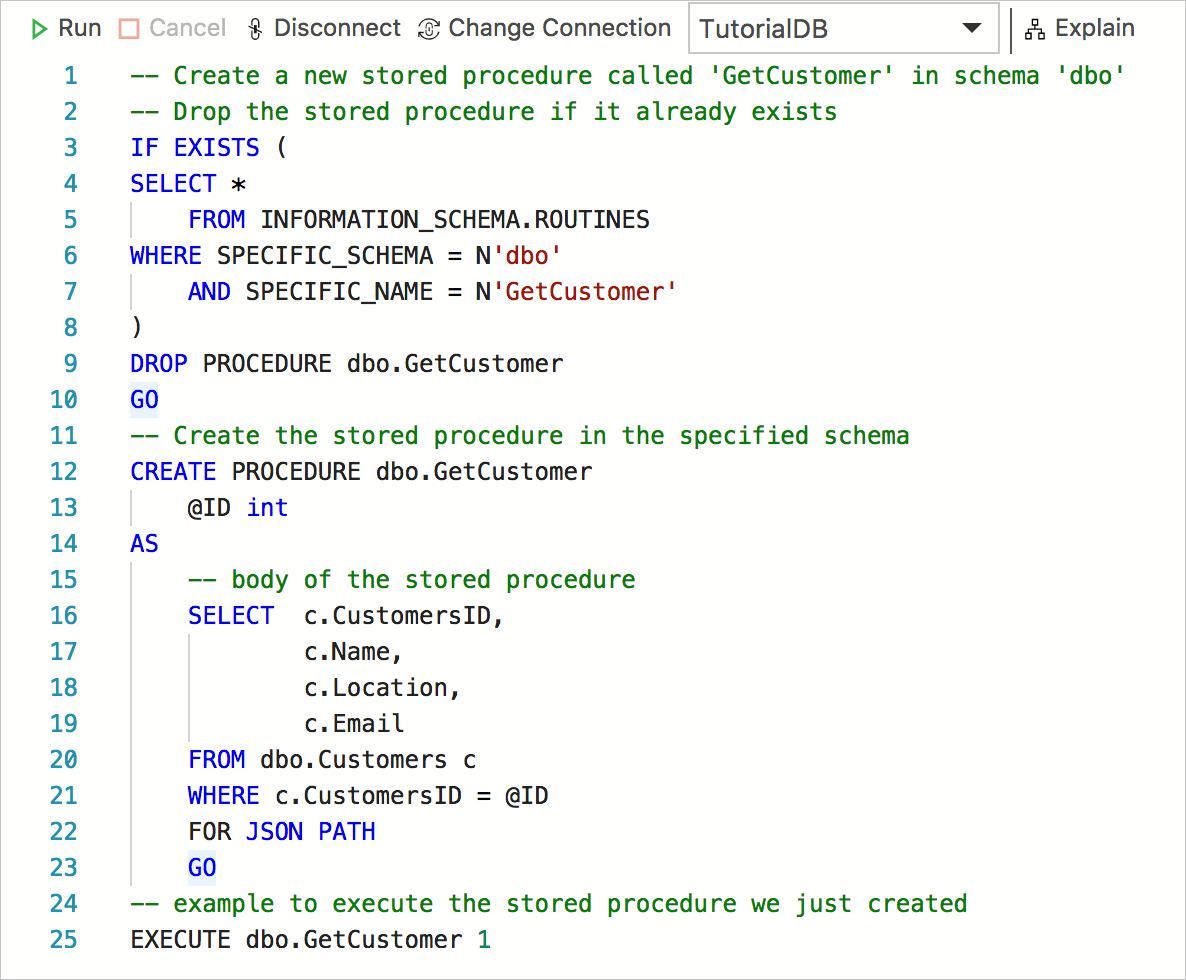 Run Cancel Disconnect Change Connection TutorialDB Explain
1 -- Create a new stored procedure called 'GetCustomer' in schema 'dbo'
2 -- Drop the stored procedure if it already exists
3 IF EXISTS (
4 SELECT *
5     FROM INFORMATION_SCHEMA.ROUTINES
6 WHERE SPECIFIC_SCHEMA = N'dbo'
7     AND SPECIFIC_NAME = N'GetCustomer'
8 )
9 DROP PROCEDURE dbo.GetCustomer
10 GO
11 -- Create the stored procedure in the specified schema
12 CREATE PROCEDURE dbo.GetCustomer
13     @ID int
14 AS
15     -- body of the stored procedure
16     SELECT  c.CustomersID,
17             c.Name,
18             c.Location,
19             c.Email
20     FROM dbo.Customers c
21     WHERE c.CustomersID = @ID
22     FOR JSON PATH
23     GO
24 -- example to execute the stored procedure we just created
25 EXECUTE dbo.GetCustomer 1